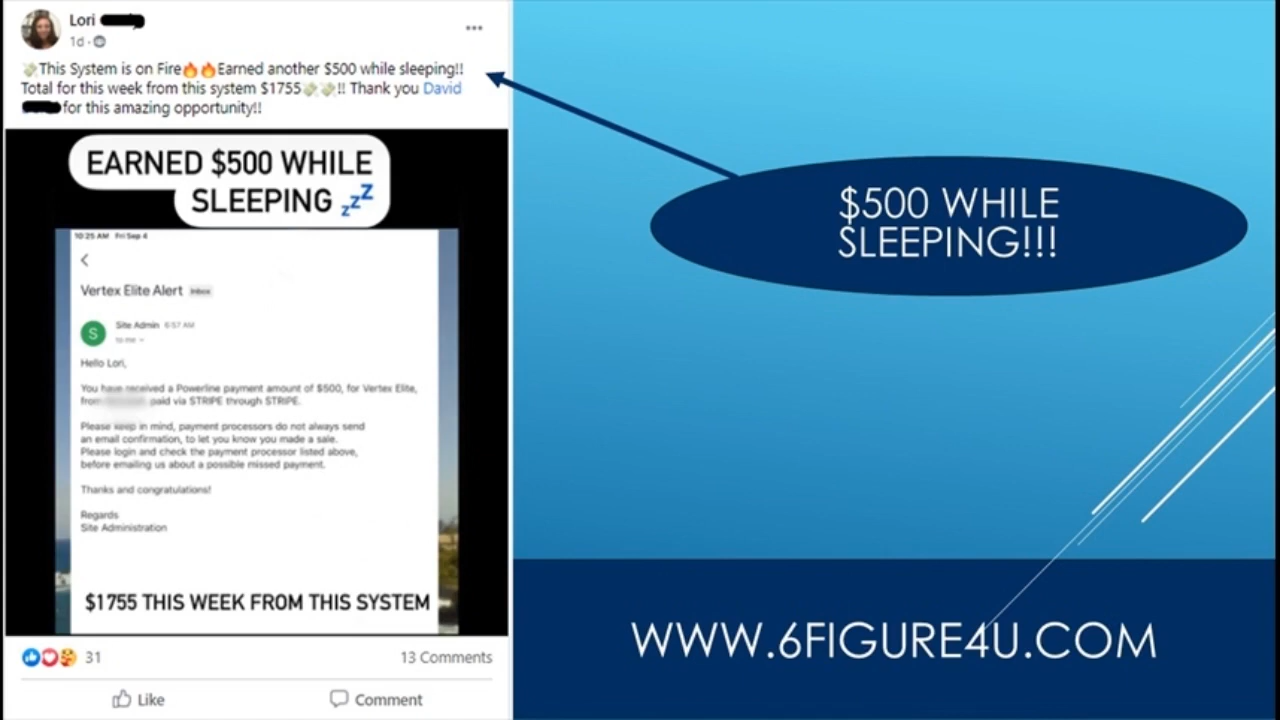 Lori
1d
💸This System is on Fire🔥🔥Earned another $500 while sleeping!!
Total for this week from this system $1755💸💸!! Thank you David
for this amazing opportunity!!
EARNED $500 WHILE
SLEEPING 💤
10:25 AM Fri Sep 4
Vertex Elite Alert Inbox
S
Site Admin 6:57 AM
to me
Hello Lori,
You have received a Powerline payment amount of $500, for Vertex Elite,
from paid via STRIPE through STRIPE.
Please keep in mind, payment processors do not always send
an email confirmation, to let you know you made a sale.
Please login and check the payment processor listed above,
before emailing us about a possible missed payment.
Thanks and congratulations!
Regards
Site Administration
$1755 THIS WEEK FROM THIS SYSTEM
31
13 Comments
Like
Comment
$500 WHILE
SLEEPING!!!
WWW.6FIGURE4U.COM